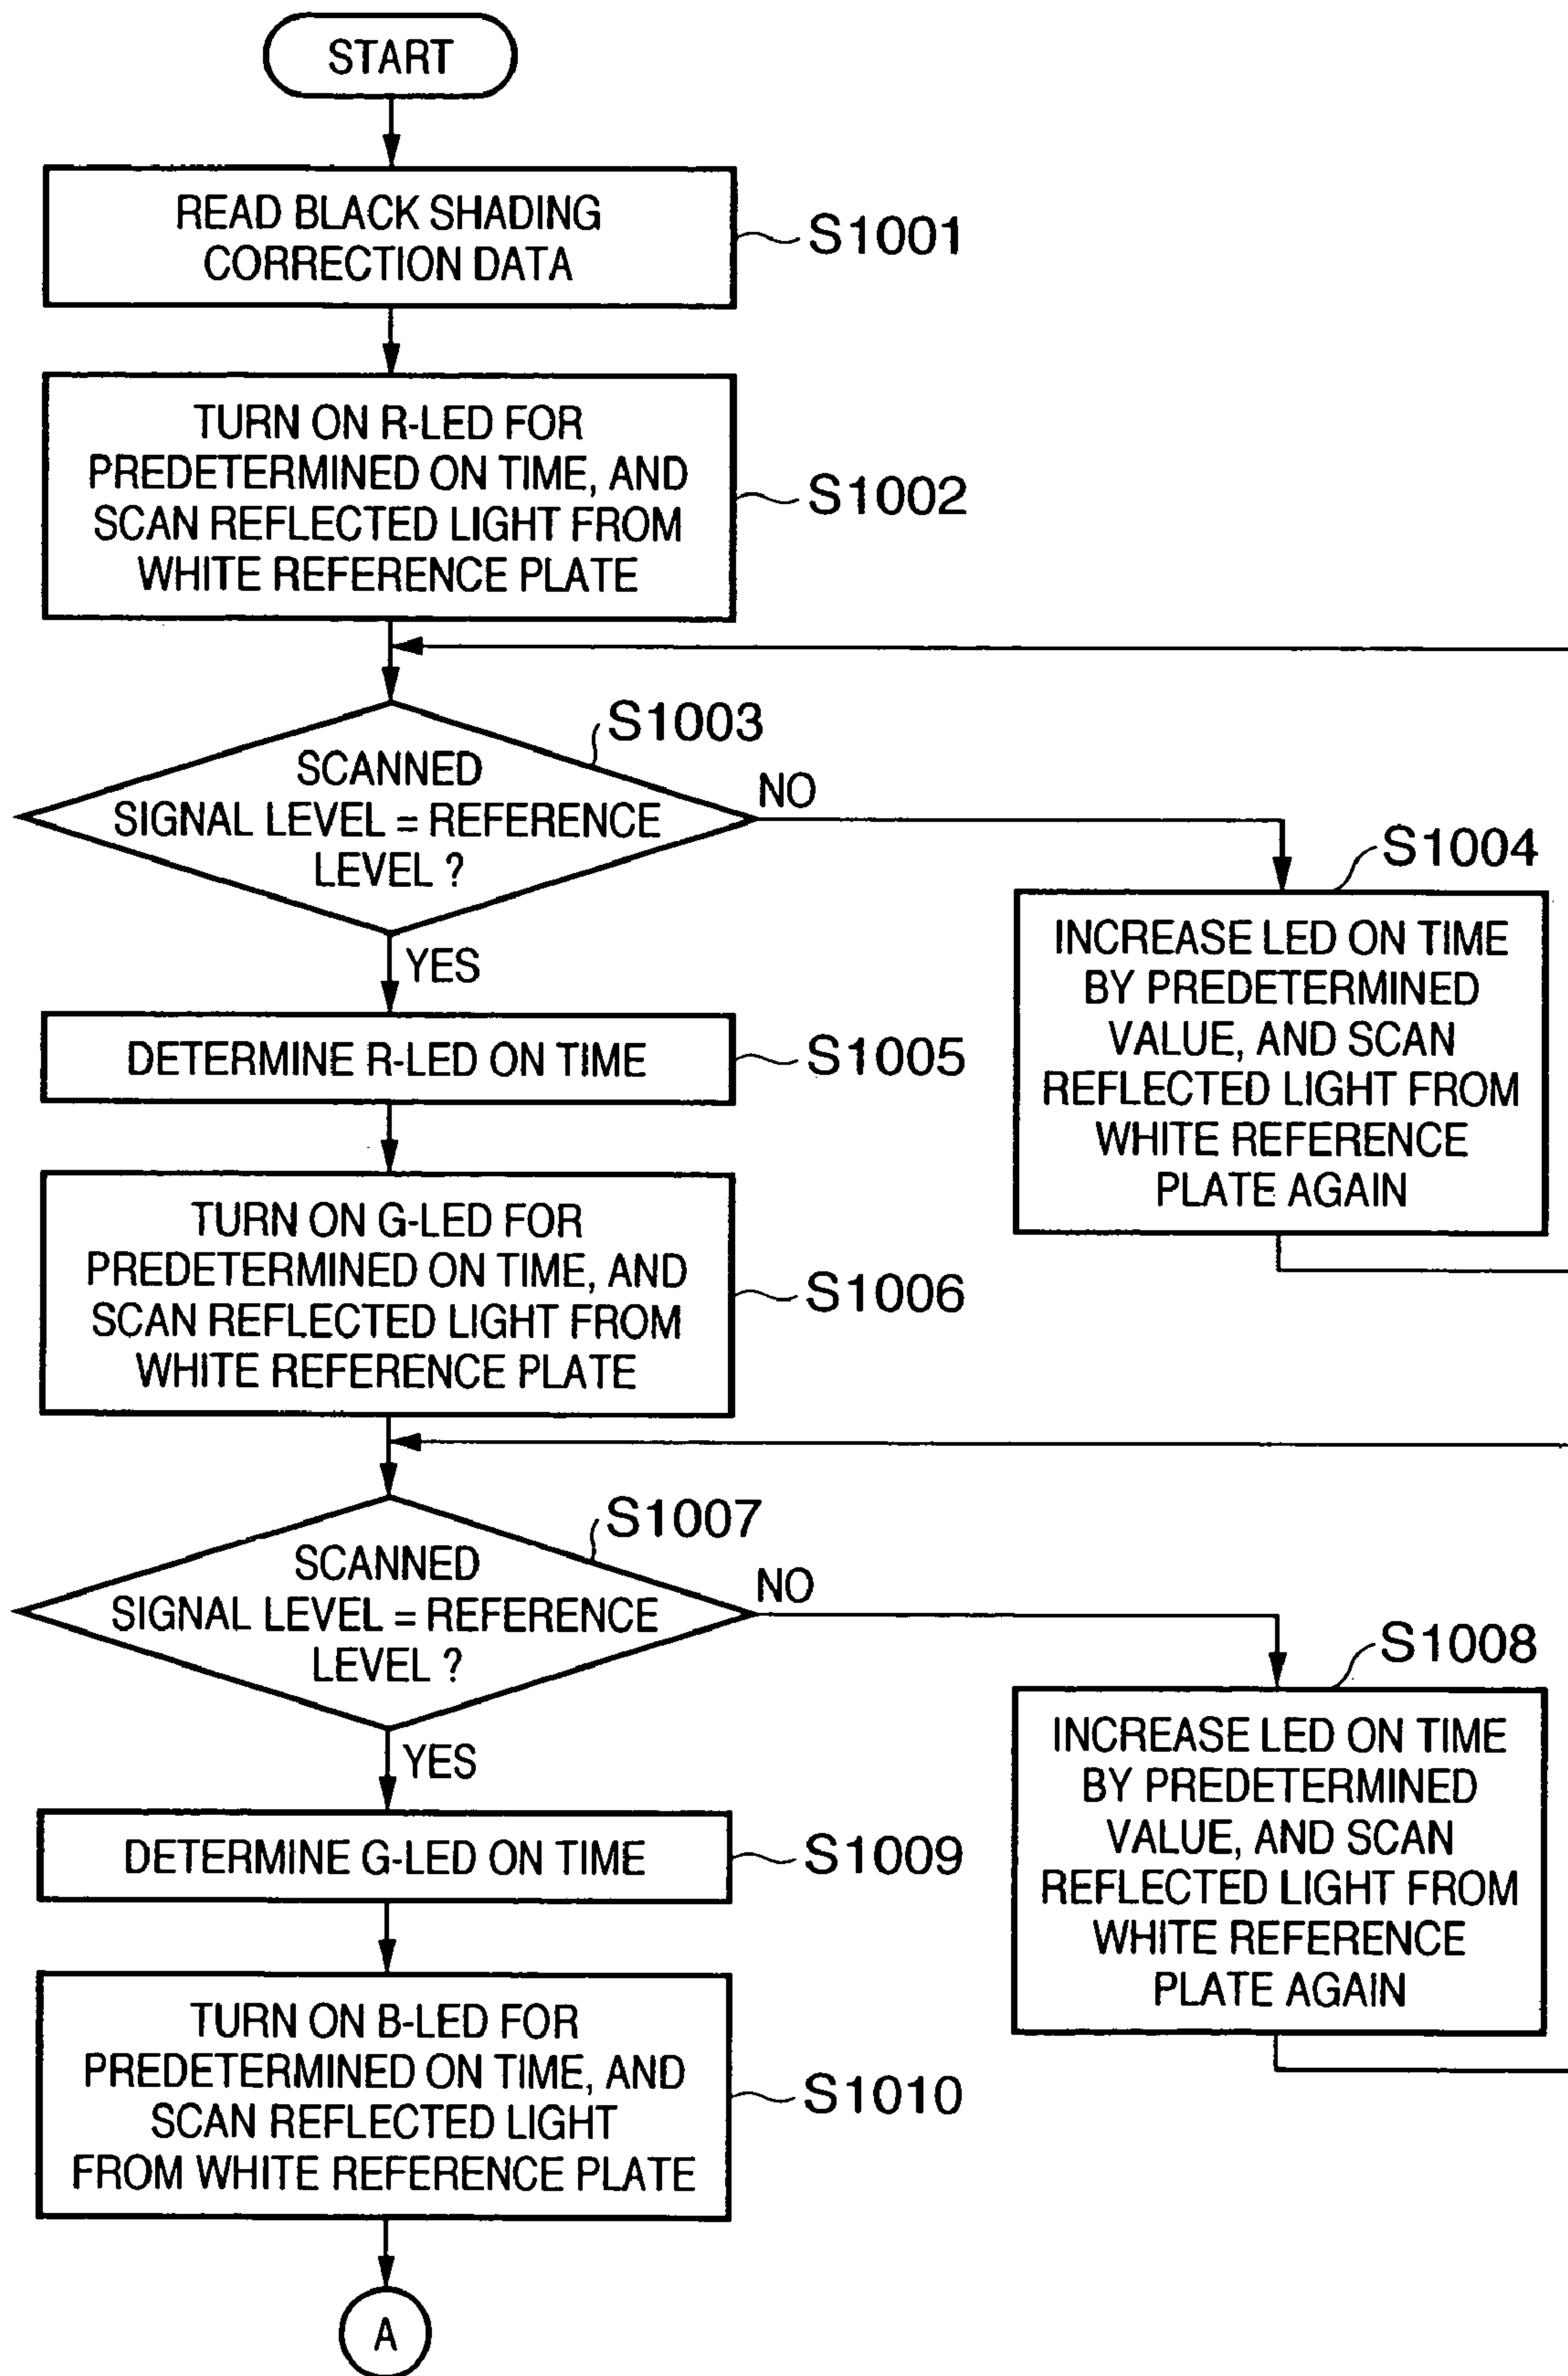 START
READ BLACK SHADING
CORRECTION DATA
S1001
TURN ON R-LED FOR
PREDETERMINED ON TIME, AND
SCAN REFLECTED LIGHT FROM
WHITE REFERENCE PLATE
S1002
S1003
SCANNED
SIGNAL LEVEL = REFERENCE
LEVEL ?
NO
YES
S1004
INCREASE LED ON TIME
BY PREDETERMINED
VALUE, AND SCAN
REFLECTED LIGHT FROM
WHITE REFERENCE
PLATE AGAIN
DETERMINE R-LED ON TIME
S1005
TURN ON G-LED FOR
PREDETERMINED ON TIME, AND
SCAN REFLECTED LIGHT FROM
WHITE REFERENCE PLATE
S1006
S1007
SCANNED
SIGNAL LEVEL = REFERENCE
LEVEL ?
NO
YES
S1008
INCREASE LED ON TIME
BY PREDETERMINED
VALUE, AND SCAN
REFLECTED LIGHT FROM
WHITE REFERENCE
PLATE AGAIN
DETERMINE G-LED ON TIME
S1009
TURN ON B-LED FOR
PREDETERMINED ON TIME, AND
SCAN REFLECTED LIGHT
FROM WHITE REFERENCE PLATE
S1010
A